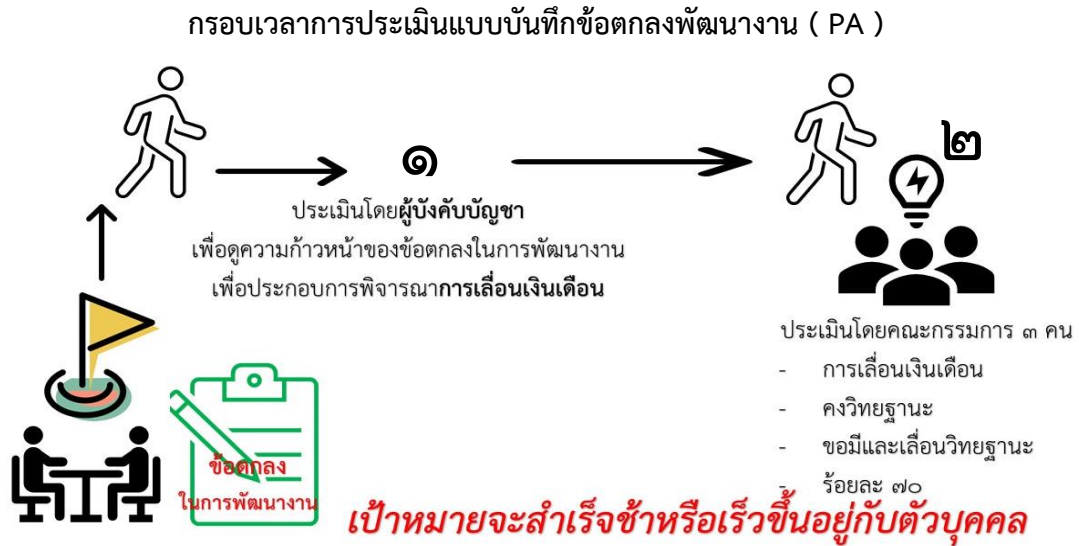 กรอบเวลาการประเมินแบบบันทึกข้อตกลงพัฒนางาน ( PA )
๑
ประเมินโดยผู้บังคับบัญชา
เพื่อดูความก้าวหน้าของข้อตกลงในการพัฒนางาน
เพื่อประกอบการพิจารณาการเลื่อนเงินเดือน
๒
ประเมินโดยคณะกรรมการ ๓ คน
- การเลื่อนเงินเดือน
- คงวิทยฐานะ
- ขอมีและเลื่อนวิทยฐานะ
- ร้อยละ ๗๐
ข้อตกลง
ในการพัฒนางาน
เป้าหมายจะสำเร็จช้าหรือเร็วขึ้นอยู่กับตัวบุคคล